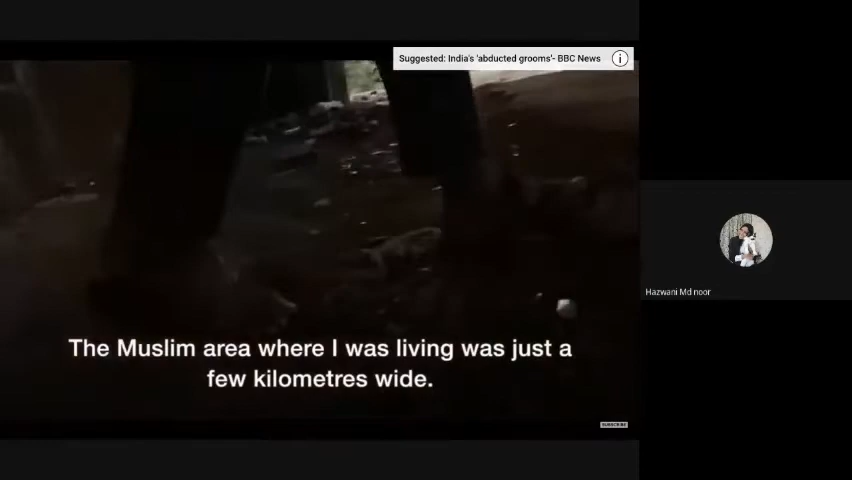 Suggested: India's 'abducted grooms'- BBC News
The Muslim area where I was living was just a
few kilometres wide.
SUBSCRIBE
Hazwani Md noor